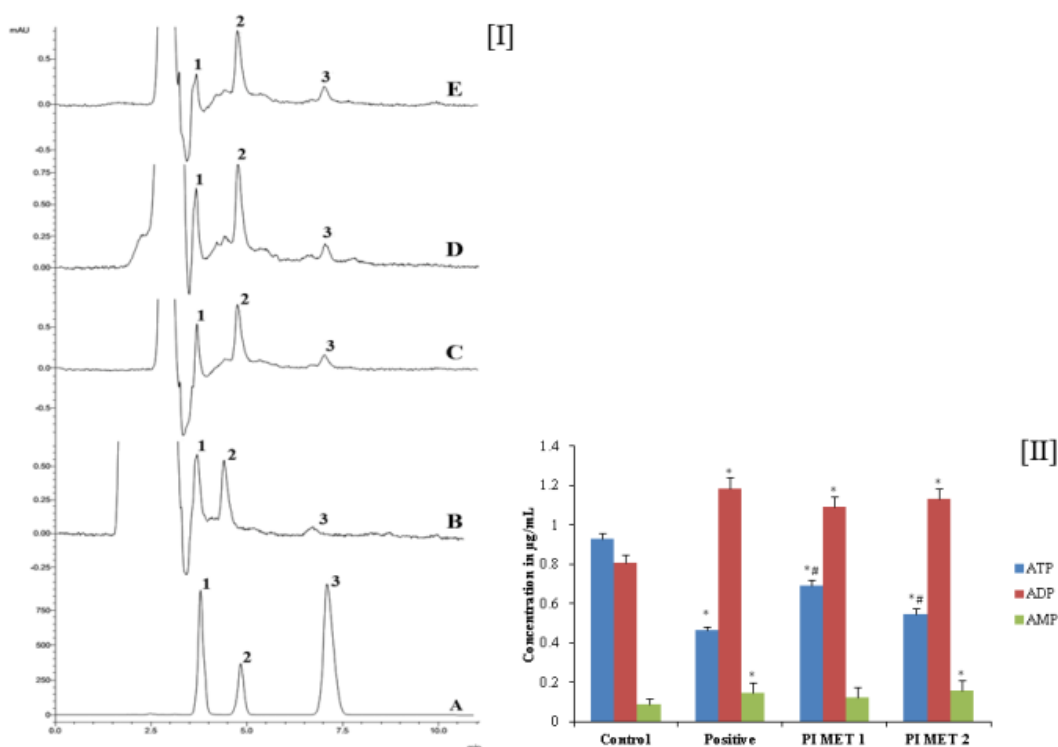 mAU
[I]
2
1
3
E
0.5
0.0
-0.5
2
1
3
D
0.75
0.50
0.25
0.00
2
1
3
C
0.5
0.0
-0.5
1
2
3
B
0.50
0.25
0.00
-0.25
1
2
3
A
750
500
250
0
0.0 2.5 5.0 7.5 10.0
[II]
Concentration in µg/mL
1.4
1.2
1
0.8
0.6
0.4
0.2
0
* * *
* *# *#
* *
Control Positive PI MET 1 PI MET 2
ATP
ADP
AMP